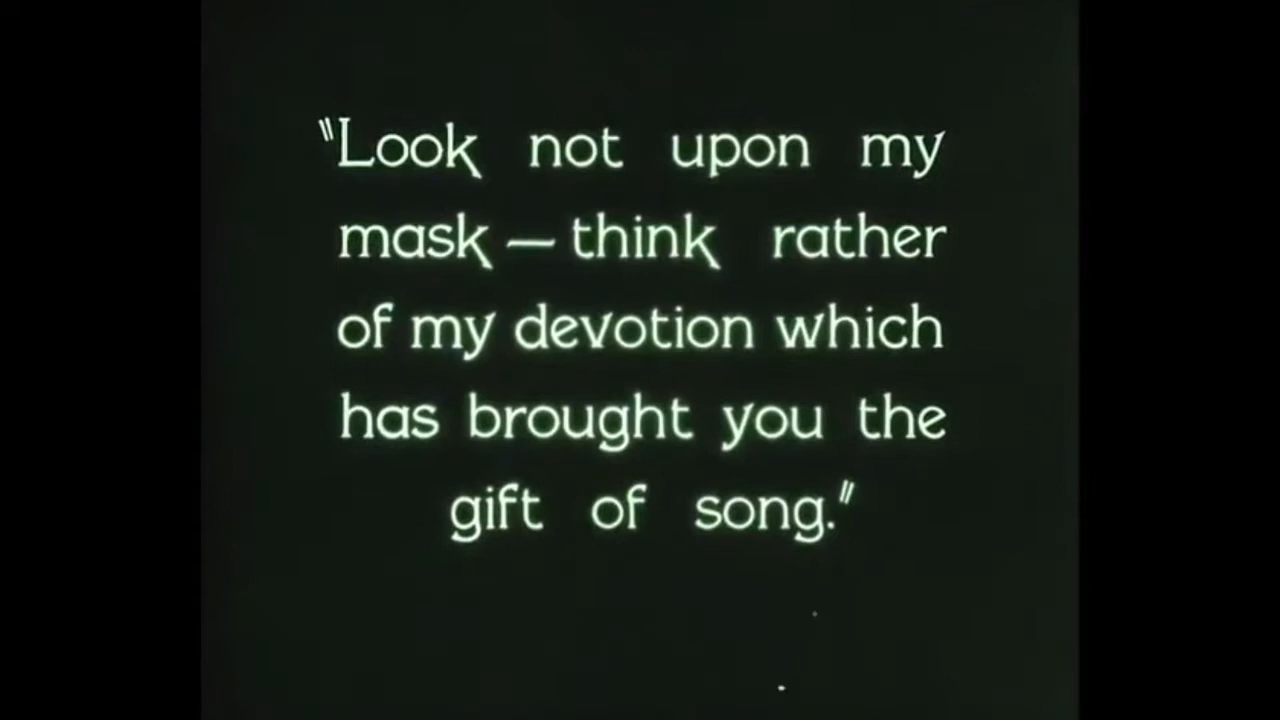 "Look not upon my
mask — think rather
of my devotion which
has brought you the
gift of song."